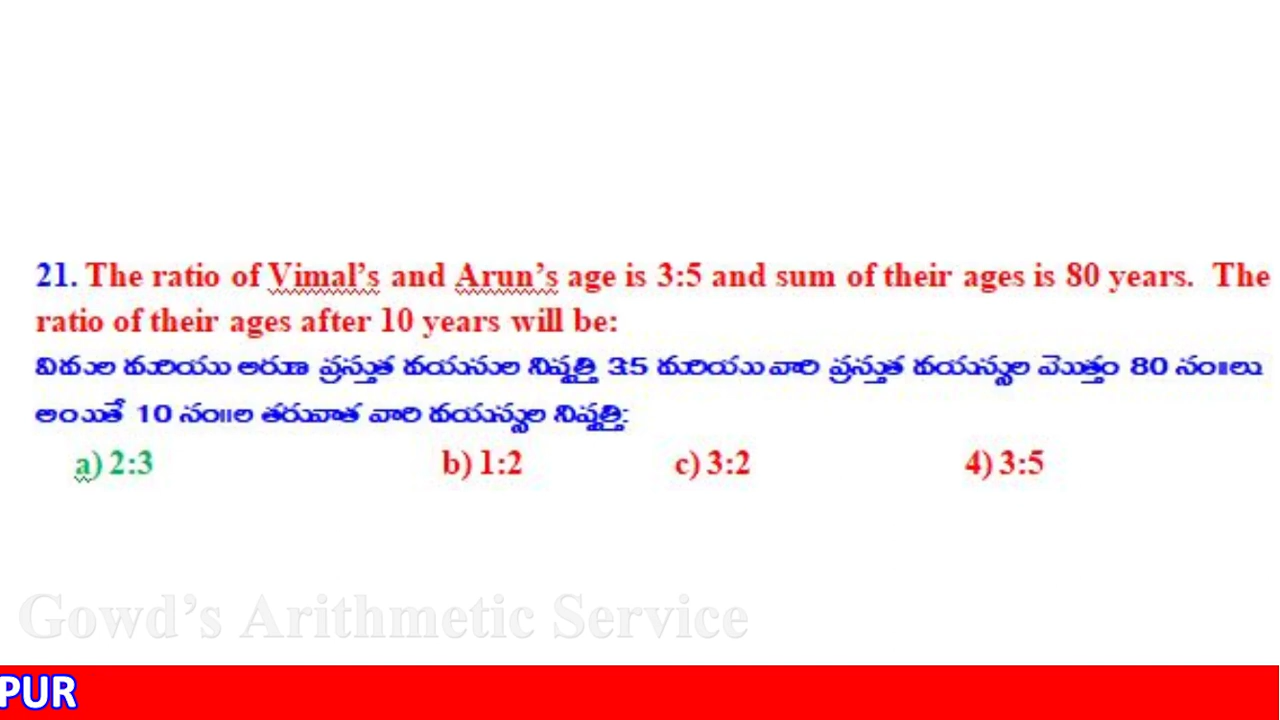 21. The ratio of Vimal's and Arun's age is 3:5 and sum of their ages is 80 years. The
ratio of their ages after 10 years will be:
విమల మరియు అరుణ ప్రస్తుత వయసుల నిష్పత్తి 3:5 మరియు వారి ప్రస్తుత వయస్సుల మొత్తం 80 సం॥లు
అయితే 10 సం॥ల తరువాత వారి వయస్సుల నిష్పత్తి:
a) 2:3 b) 1:2 c) 3:2 4) 3:5
Gowd's Arithmetic Service
PUR